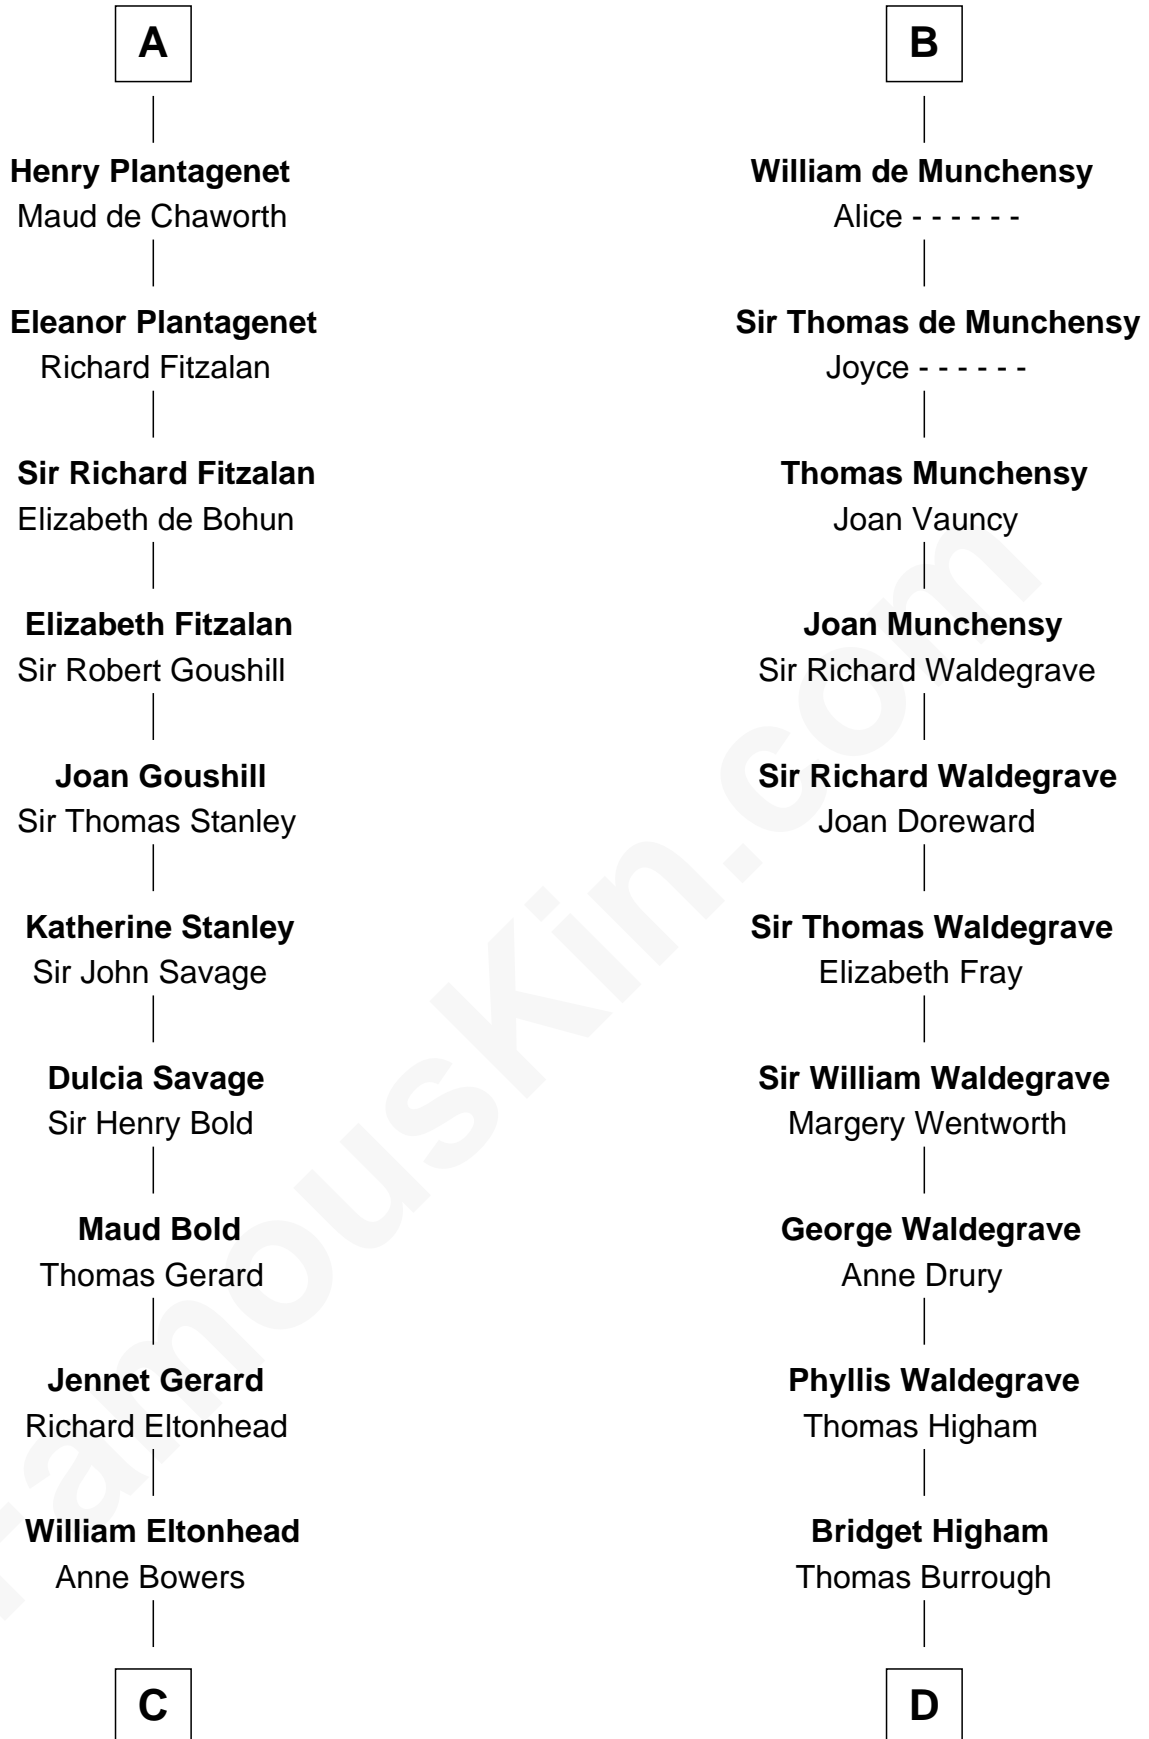 A
Henry Plantagenet
Maud de Chaworth
Eleanor Plantagenet
Richard Fitzalan
Sir Richard Fitzalan
Elizabeth de Bohun
Elizabeth Fitzalan
Sir Robert Goushill
Joan Goushill
Sir Thomas Stanley
Katherine Stanley
Sir John Savage
Dulcia Savage
Sir Henry Bold
Maud Bold
Thomas Gerard
Jennet Gerard
Richard Eltonhead
William Eltonhead
Anne Bowers
C
B
William de Munchensy
Alice - - - - - -
Sir Thomas de Munchensy
Joyce - - - - - -
Thomas Munchensy
Joan Vauncy
Joan Munchensy
Sir Richard Waldegrave
Sir Richard Waldegrave
Joan Doreward
Sir Thomas Waldegrave
Elizabeth Fray
Sir William Waldegrave
Margery Wentworth
George Waldegrave
Anne Drury
Phyllis Waldegrave
Thomas Higham
Bridget Higham
Thomas Burrough
D
FamousKin.com